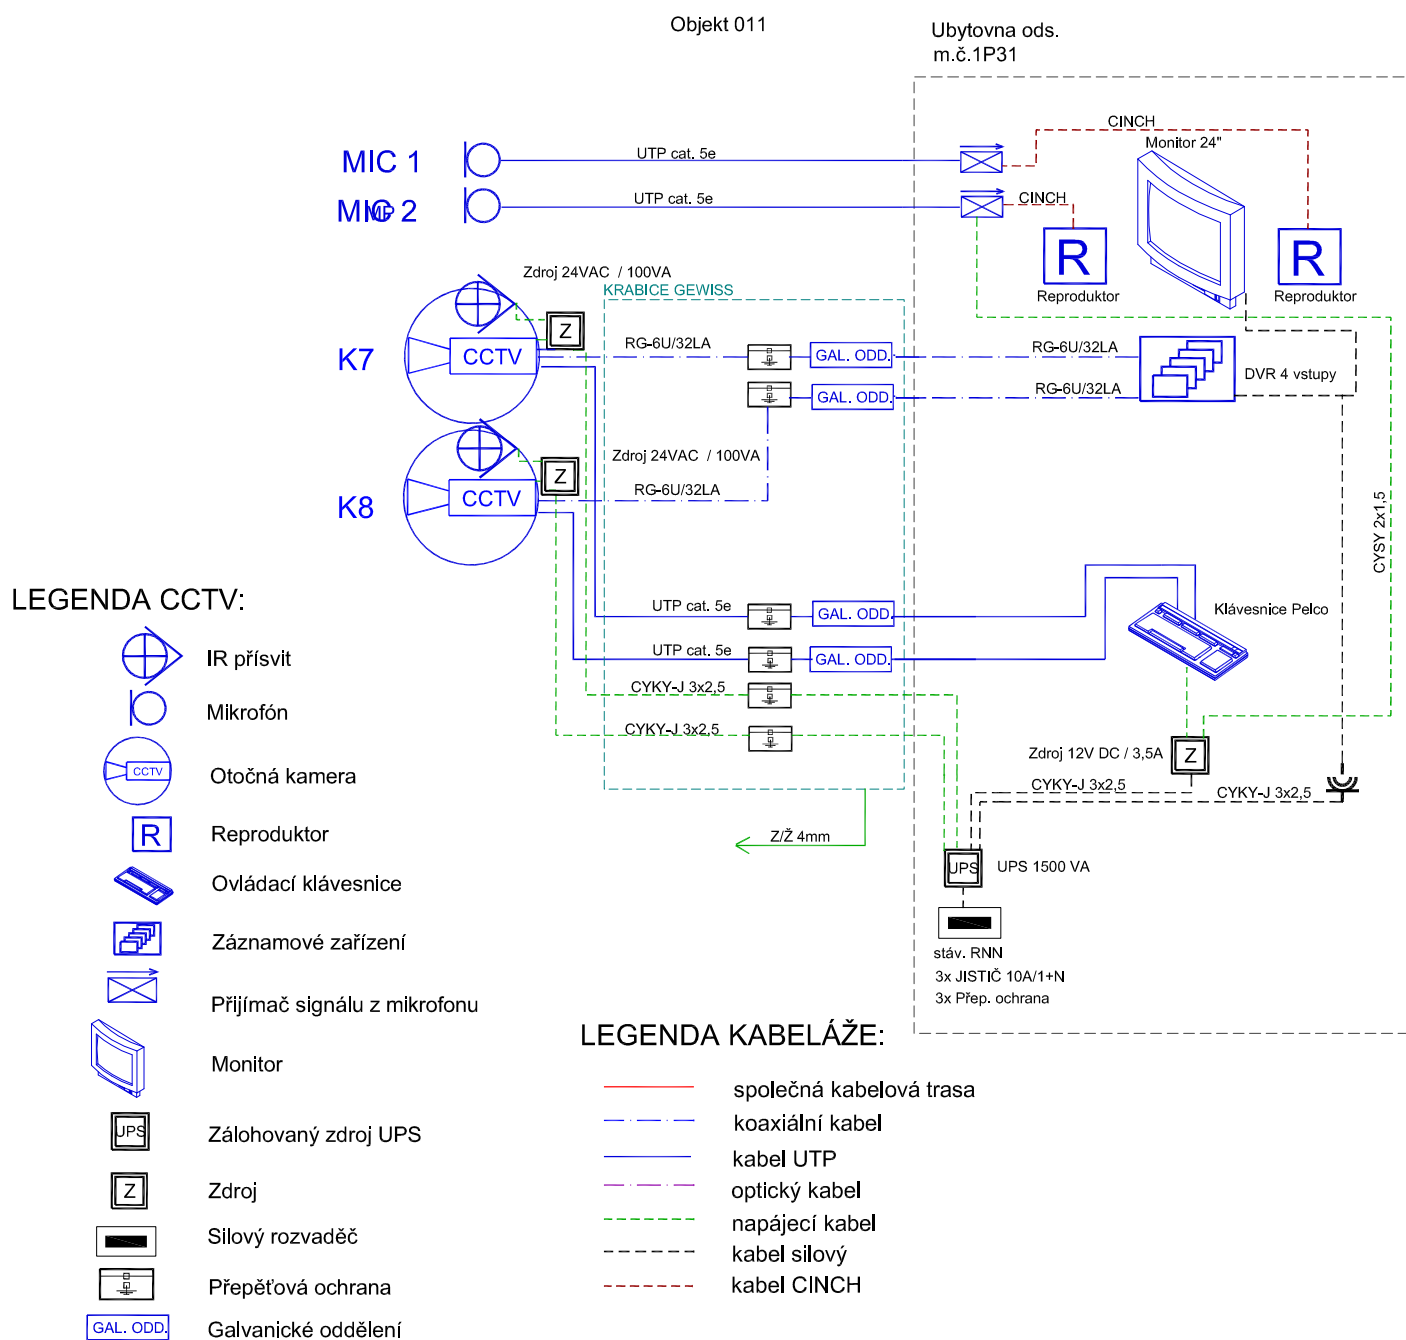 Objekt 011
Ubytovna ods.
m.č.1P31
CINCH
Monitor 24"
MIC 1
UTP cat. 5e
MIC 2
UTP cat. 5e
CINCH
R
R
Reproduktor
Reproduktor
Zdroj 24VAC / 100VA
KRABICE GEWISS
Z
K7
CCTV
RG-6U/32LA
GAL. ODD.
RG-6U/32LA
DVR 4 vstupy
GAL. ODD.
RG-6U/32LA
Zdroj 24VAC / 100VA
Z
K8
CCTV
RG-6U/32LA
CYSY 2x1,5
UTP cat. 5e
GAL. ODD.
Klávesnice Pelco
UTP cat. 5e
GAL. ODD.
CYKY-J 3x2,5
CYKY-J 3x2,5
Zdroj 12V DC / 3,5A
Z
CYKY-J 3x2,5
CYKY-J 3x2,5
Z/Ž 4mm
UPS
UPS 1500 VA
stáv. RNN
3x JISTIČ 10A/1+N
3x Přep. ochrana
LEGENDA CCTV:
IR přísvit
Mikrofón
CCTV
Otočná kamera
R
Reproduktor
Ovládací klávesnice
Záznamové zařízení
Přijímač signálu z mikrofonu
Monitor
UPS
Zálohovaný zdroj UPS
Z
Zdroj
Silový rozvaděč
Přepěťová ochrana
GAL. ODD.
Galvanické oddělení
LEGENDA KABELÁŽE:
společná kabelová trasa
koaxiální kabel
kabel UTP
optický kabel
napájecí kabel
kabel silový
kabel CINCH